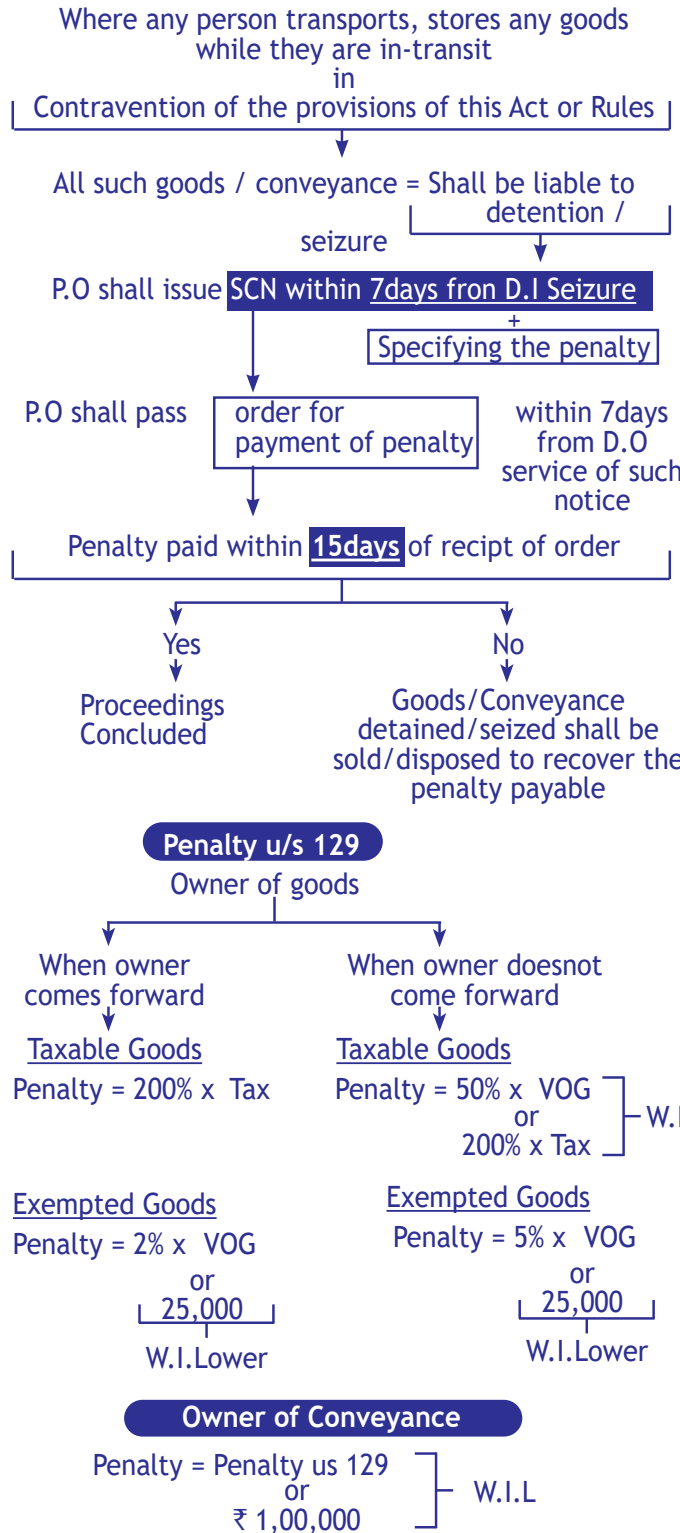 Where any person transports, stores any goods
while they are in-transit
in
Contravention of the provisions of this Act or Rules
All such goods / conveyance = Shall be liable to
detention /
seizure
P.O shall issue SCN within 7days fron D.I Seizure
+
Specifying the penalty
P.O shall pass order for within 7days
payment of penalty from D.O
service of such
notice
Penalty paid within 15days of recipt of order
Yes No
Proceedings Goods/Conveyance
Concluded detained/seized shall be
sold/disposed to recover the
penalty payable
Penalty u/s 129
Owner of goods
When owner When owner doesnot
comes forward come forward
Taxable Goods Taxable Goods
Penalty = 200% x Tax Penalty = 50% x VOG
or W.I
200% x Tax
Exempted Goods Exempted Goods
Penalty = 2% x VOG Penalty = 5% x VOG
or or
25,000 25,000
W.I.Lower W.I.Lower
Owner of Conveyance
Penalty = Penalty us 129
or W.I.L
₹ 1,00,000